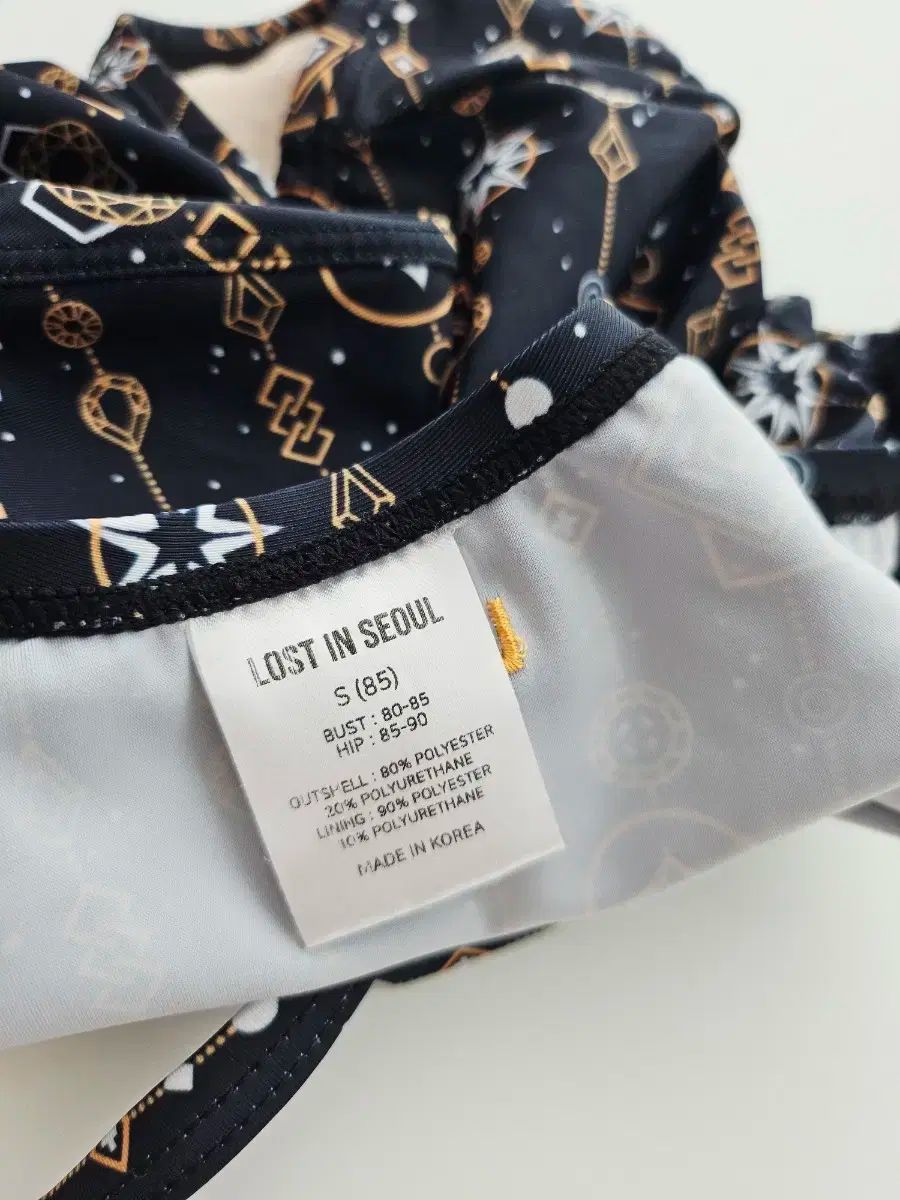 LOST IN SEOUL
S (85)
BUST : 80-85
HIP : 85-90
OUTSHELL : 80% POLYESTER
20% POLYURETHANE
LINING : 90% POLYESTER
10% POLYURETHANE
MADE IN KOREA